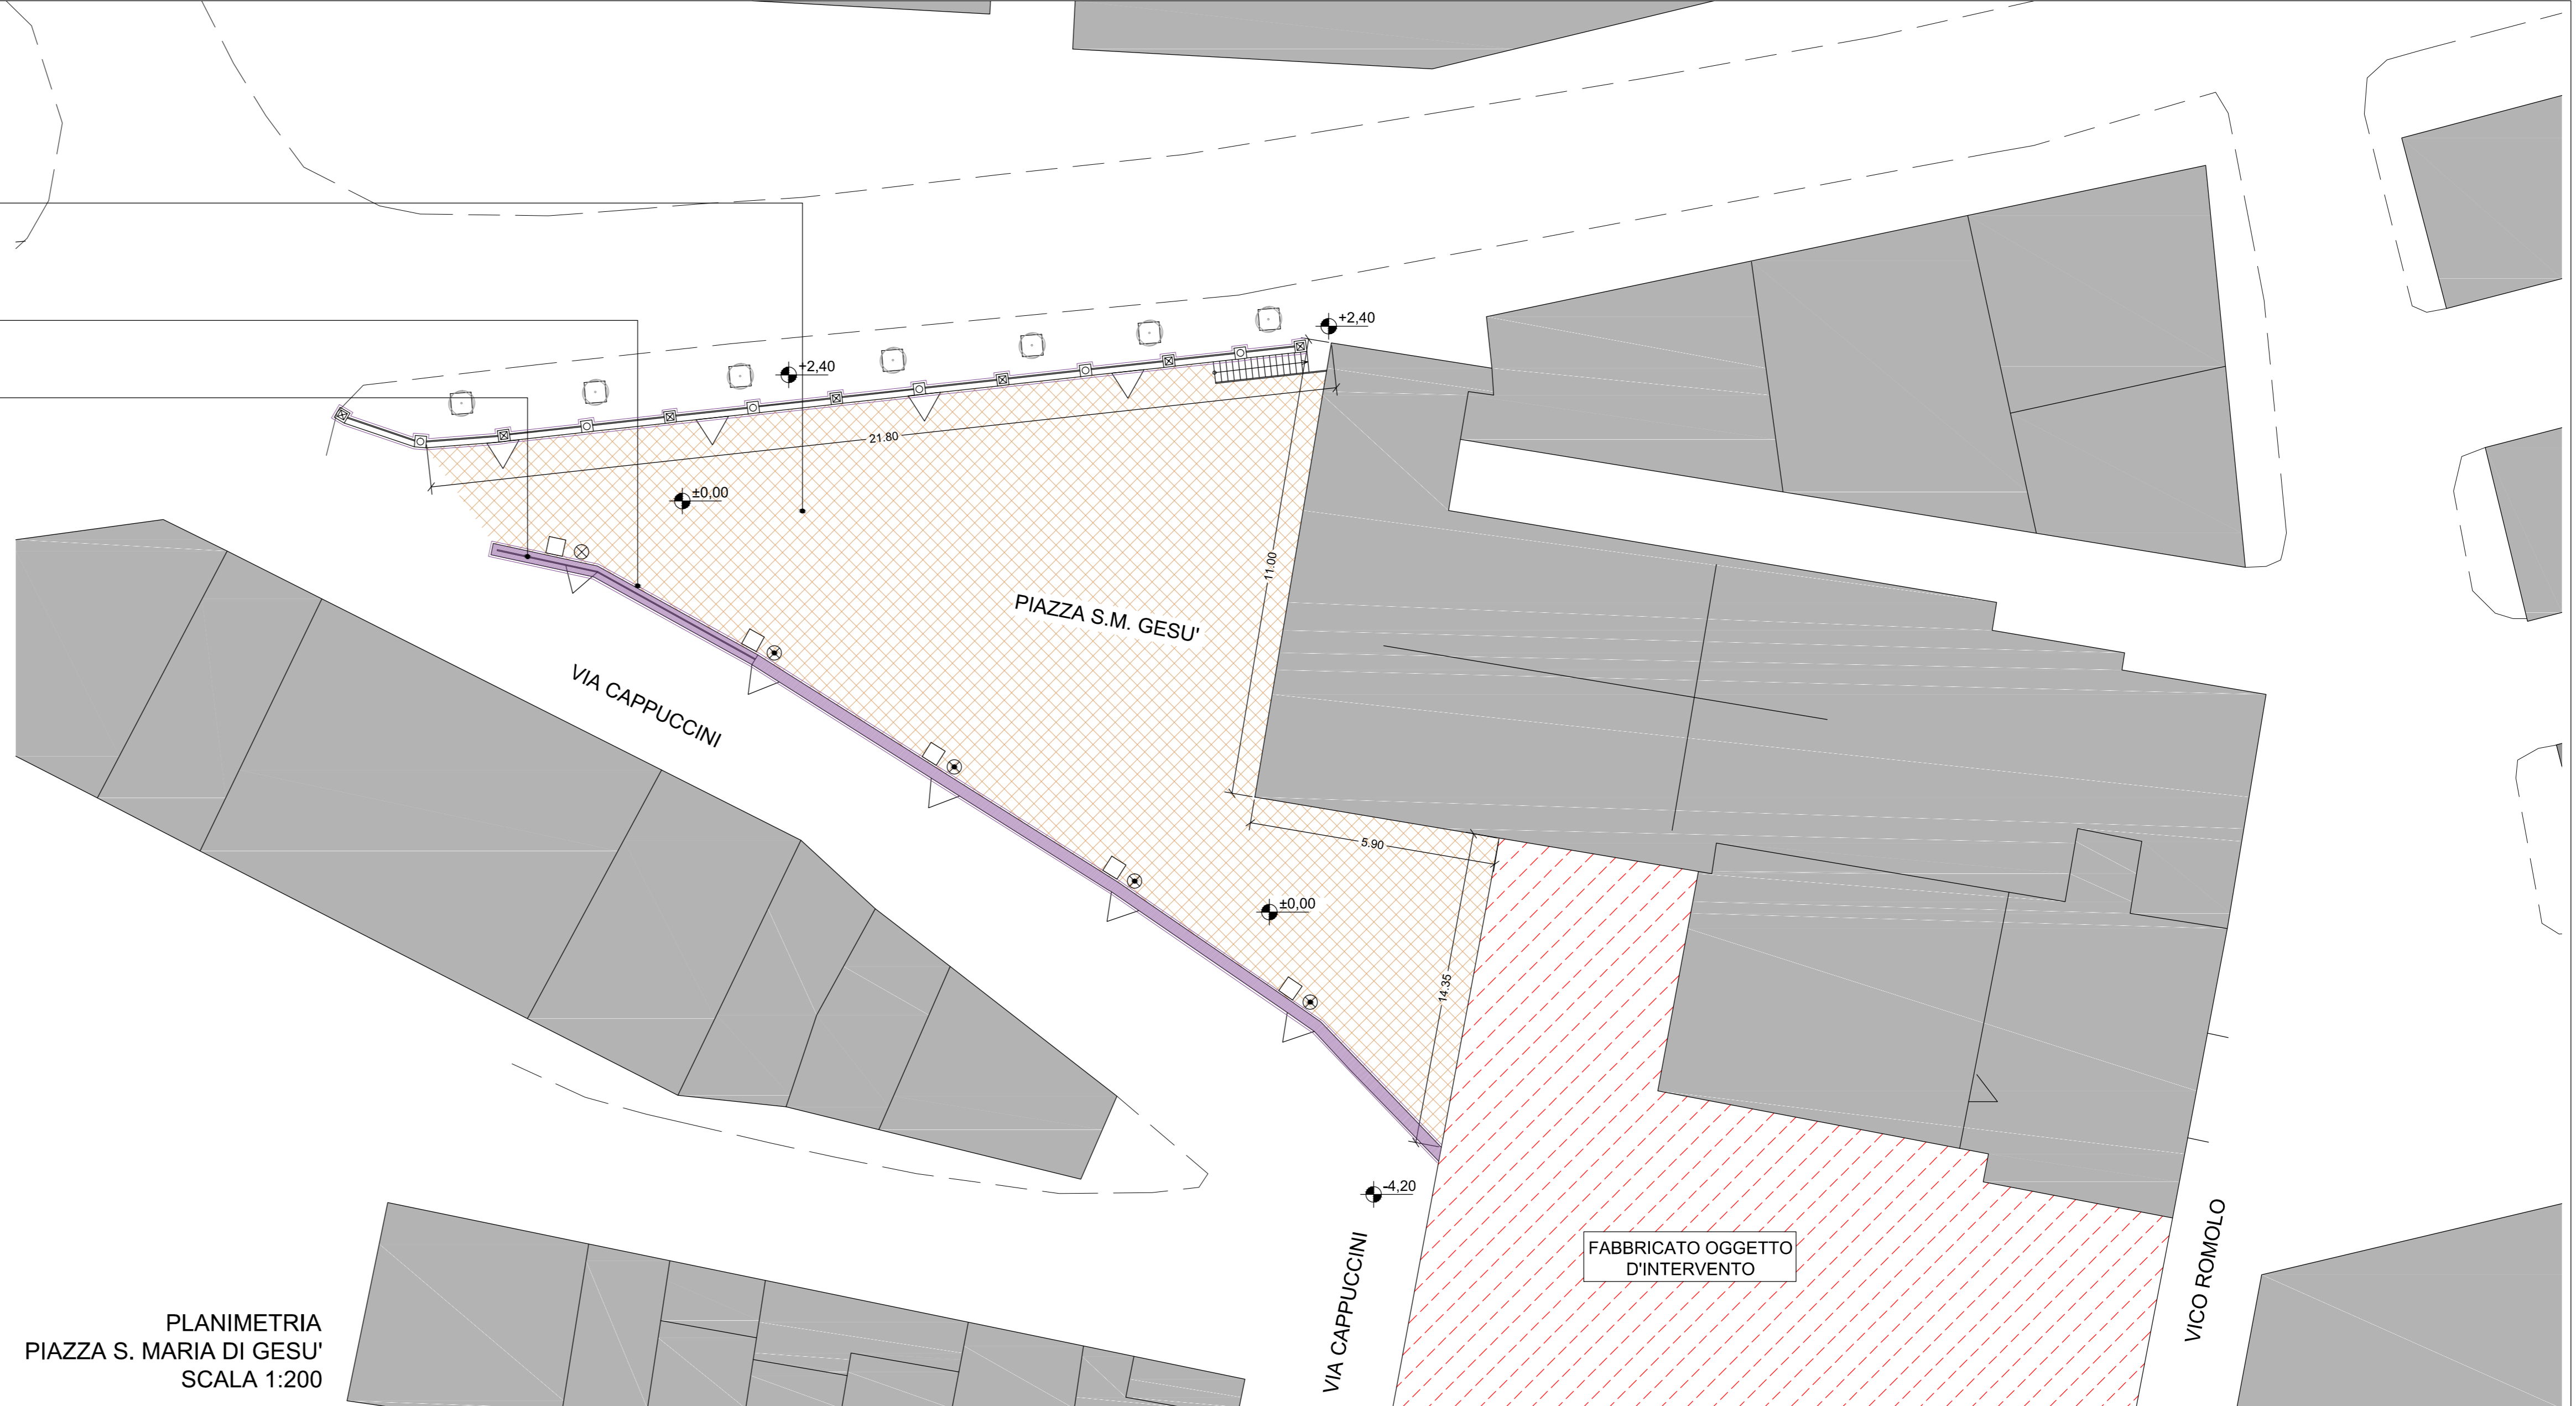 +2,40
+2,40
21.80
±0,00
11.00
PIAZZA S.M. GESU'
VIA CAPPUCCINI
5.90
±0,00
14.35
-4,20
FABBRICATO OGGETTO
D'INTERVENTO
VIA CAPPUCCINI
VICO ROMOLO
PLANIMETRIA
PIAZZA S. MARIA DI GESU'
SCALA 1:200